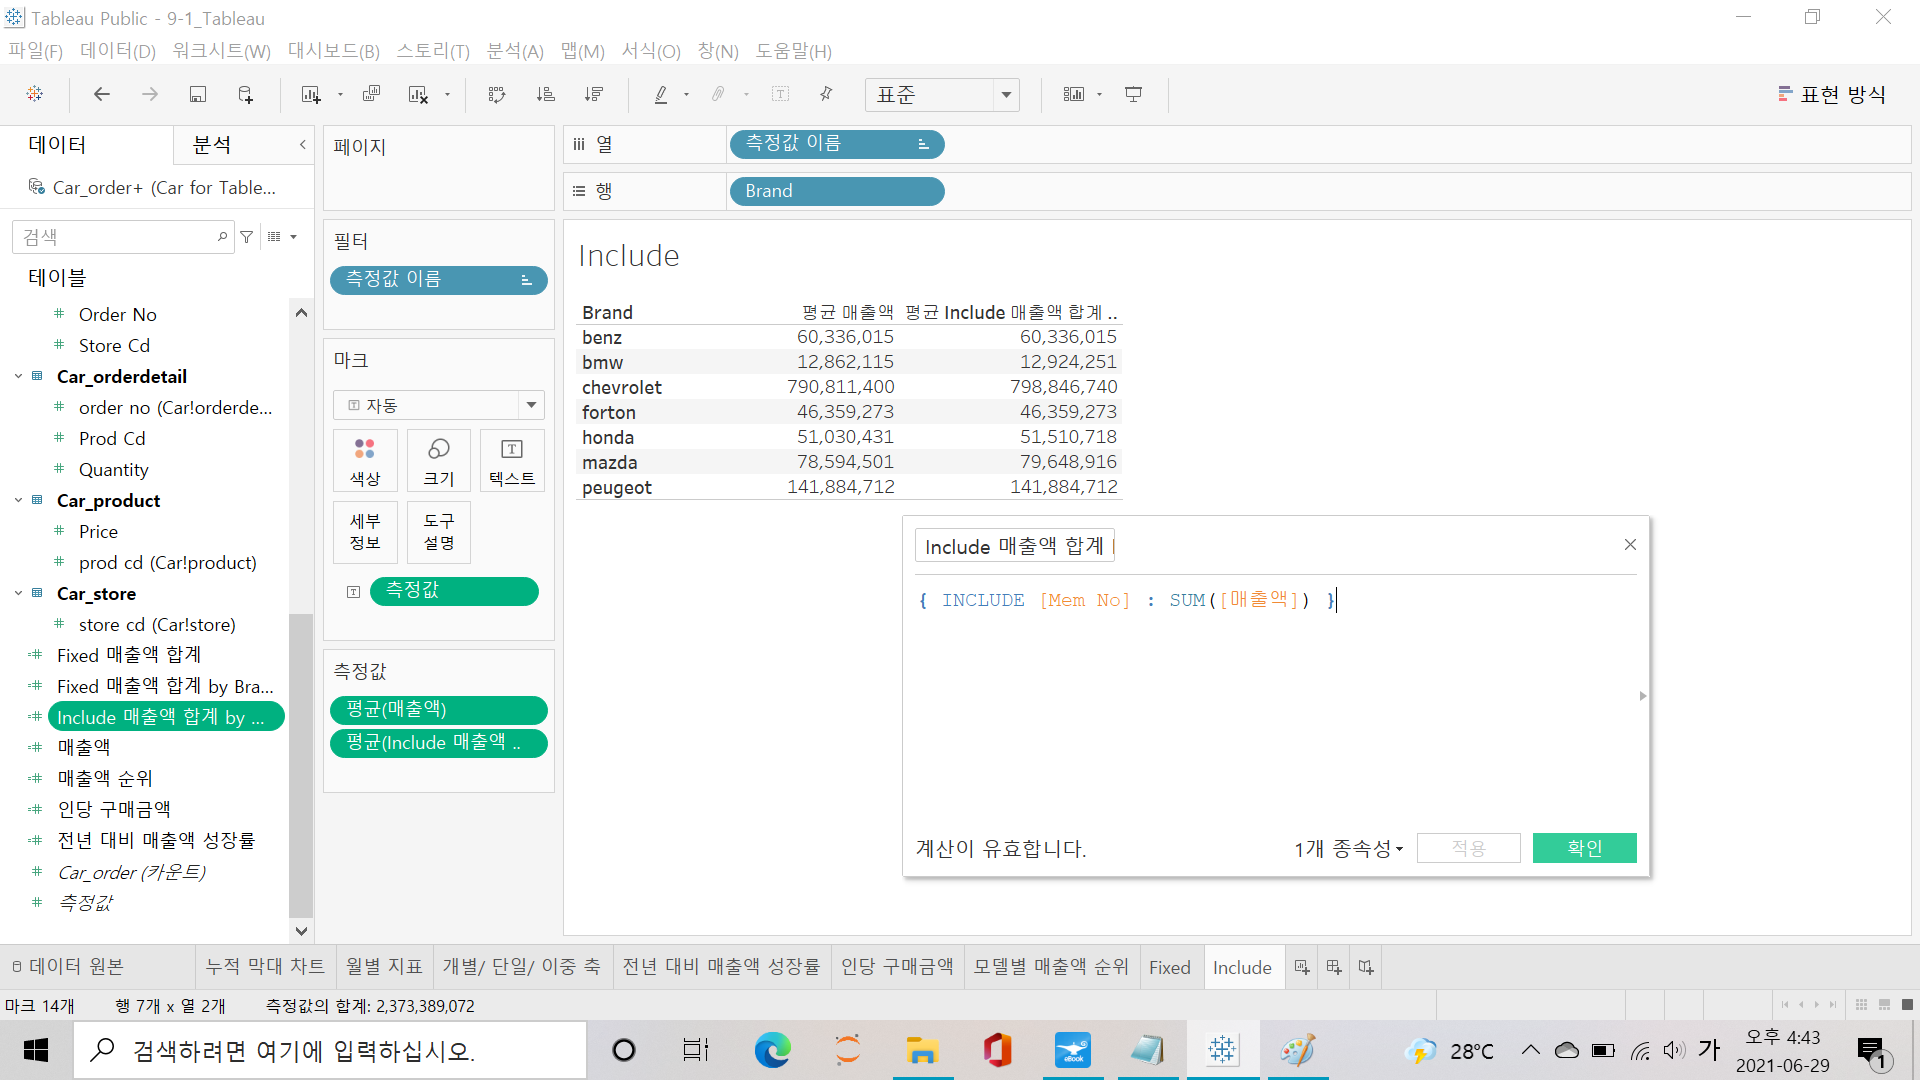 Tableau Public - 9-1_Tableau
파일(F) 데이터(D) 워크시트(W) 대시보드(B) 스토리(T) 분석(A) 맵(M) 서식(O) 창(N) 도움말(H)
표준
표현 방식
데이터
분석
Car_order+ (Car for Table...
검색
테이블
Order No
Store Cd
Car_orderdetail
order no (Car!orderde...
Prod Cd
Quantity
Car_product
Price
prod cd (Car!product)
Car_store
store cd (Car!store)
Fixed 매출액 합계
Fixed 매출액 합계 by Bra...
Include 매출액 합계 by ...
매출액
매출액 순위
인당 구매금액
전년 대비 매출액 성장률
Car_order (카운트)
측정값
페이지
필터
측정값 이름
마크
자동
색상
크기
텍스트
세부 정보
도구 설명
측정값
측정값
평균(매출액)
평균(Include 매출액 ..
열
측정값 이름
행
Brand
Include
Brand 평균 매출액 평균 Include 매출액 합계 ..
benz 60,336,015 60,336,015
bmw 12,862,115 12,924,251
chevrolet 790,811,400 798,846,740
forton 46,359,273 46,359,273
honda 51,030,431 51,510,718
mazda 78,594,501 79,648,916
peugeot 141,884,712 141,884,712
Include 매출액 합계
{ INCLUDE [Mem No] : SUM([매출액]) }
계산이 유효합니다.
1개 종속성
적용
확인
데이터 원본
누적 막대 차트
월별 지표
개별/ 단일/ 이중 축
전년 대비 매출액 성장률
인당 구매금액
모델별 매출액 순위
Fixed
Include
마크 14개 행 7개 x 열 2개 측정값의 합계: 2,373,389,072
검색하려면 여기에 입력하십시오.
eBook
28°C
가
오후 4:43
2021-06-29
1